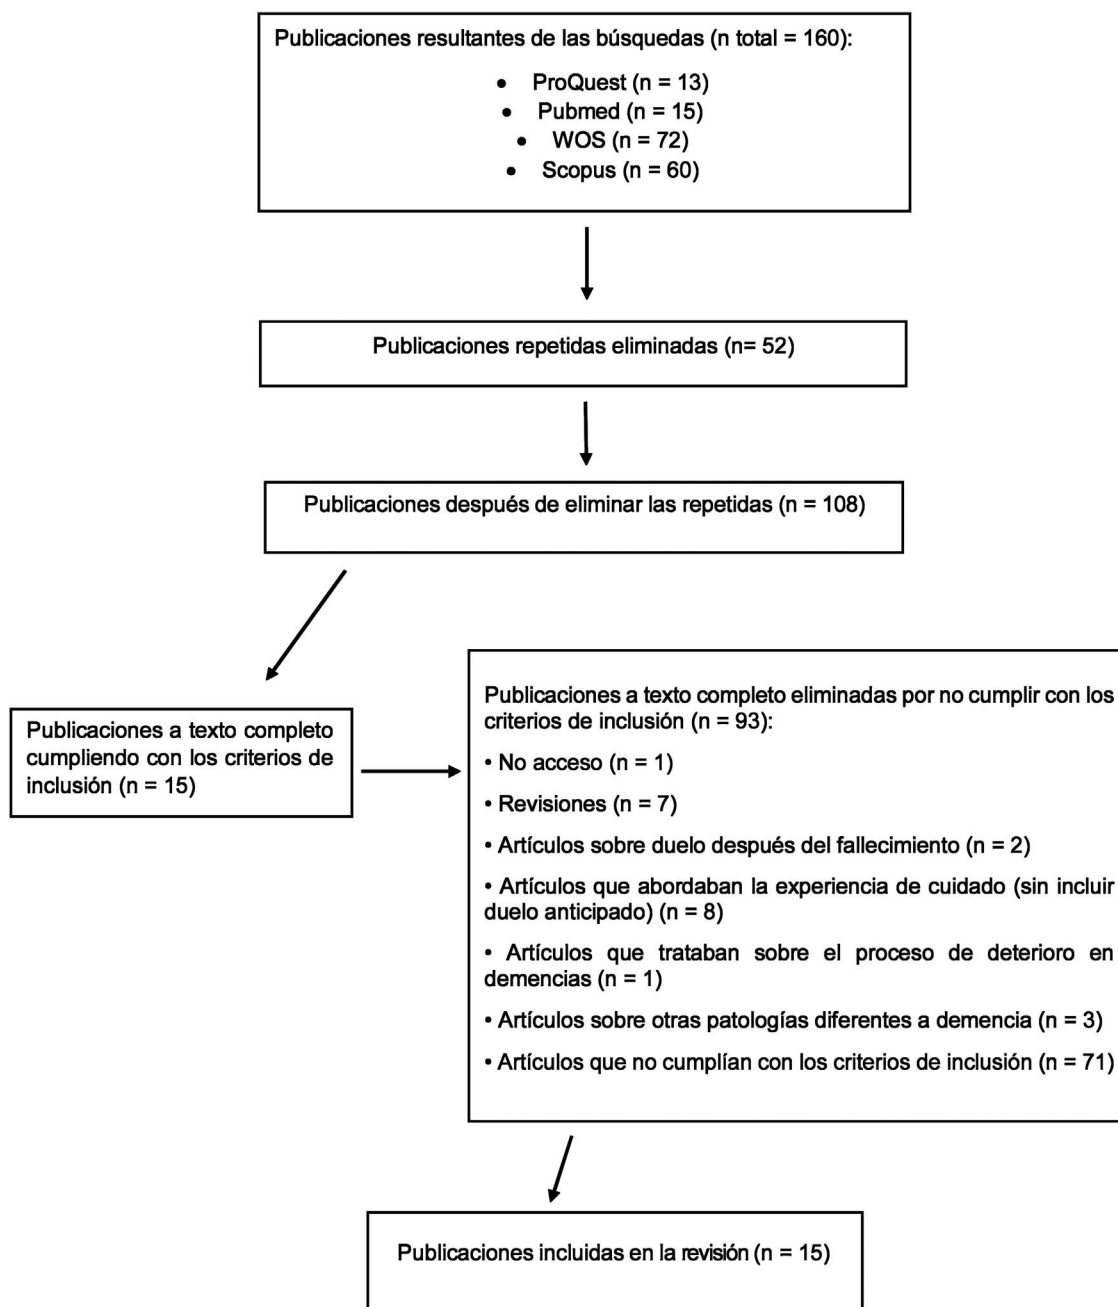 Publicaciones resultantes de las búsquedas (n total = 160):
• ProQuest (n = 13)
• Pubmed (n = 15)
• WOS (n = 72)
• Scopus (n = 60)
Publicaciones repetidas eliminadas (n= 52)
Publicaciones después de eliminar las repetidas (n = 108)
Publicaciones a texto completo
cumpliendo con los criterios de
inclusión (n = 15)
Publicaciones a texto completo eliminadas por no cumplir con los
criterios de inclusión (n = 93):
• No acceso (n = 1)
• Revisiones (n = 7)
• Artículos sobre duelo después del fallecimiento (n = 2)
• Artículos que abordaban la experiencia de cuidado (sin incluir
duelo anticipado) (n = 8)
• Artículos que trataban sobre el proceso de deterioro en
demencias (n = 1)
• Artículos sobre otras patologías diferentes a demencia (n = 3)
• Artículos que no cumplían con los criterios de inclusión (n = 71)
Publicaciones incluidas en la revisión (n = 15)